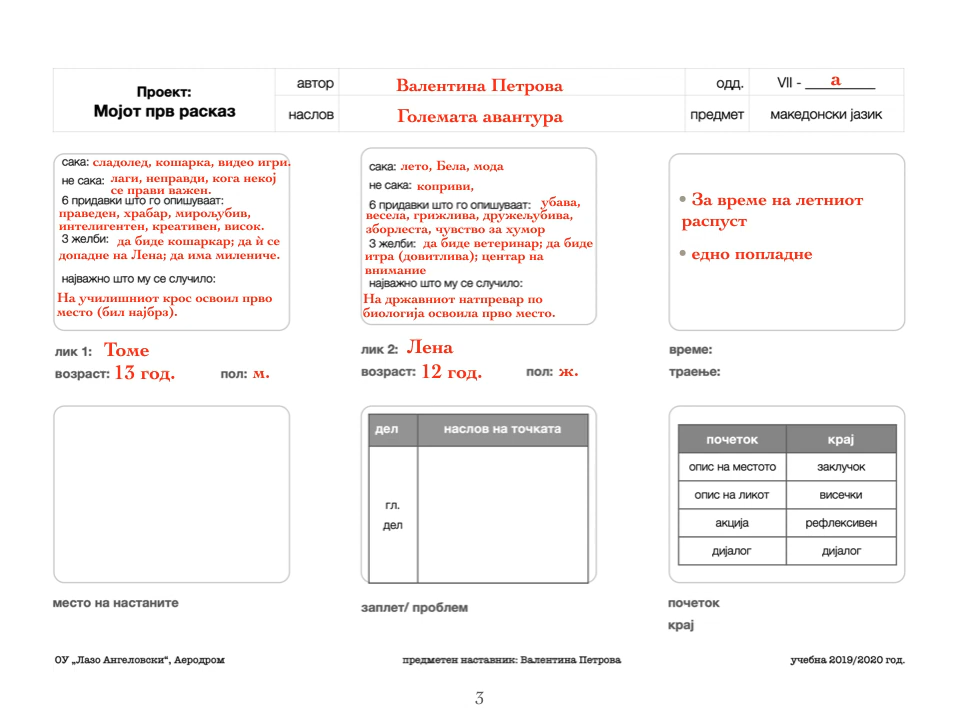 Проект:
Мојот прв расказ
автор
Валентина Петрова
одд.
VII - а
наслов
Големата авантура
предмет
македонски јазик
сака: сладолед, кошарка, видео игри.
не сака: лаги, неправди, кога некој
се прави важен.
6 придавки што го опишуваат:
праведен, храбар, мирољубив,
интелигентен, креативен, висок.
3 желби: да биде кошаркар; да ѝ се
допадне на Лена; да има милениче.
најважно што му се случило:
На училишниот крос освоил прво
место (бил најбрз).
лик 1: Томе
возраст: 13 год. пол: м.
сака: лето, Бела, мода
не сака: коприви,
6 придавки што го опишуваат: убава,
весела, грижлива, дружељубива,
зборлеста, чувство за хумор
3 желби: да биде ветеринар; да биде
итра (довитлива); центар на
внимание
најважно што му се случило:
На државниот натпревар по
биологија освоила прво место.
лик 2: Лена
возраст: 12 год. пол: ж.
• За време на летниот
распуст
• едно попладне
време:
траење:
место на настаните
дел наслов на точката
гл.
дел
заплет/ проблем
почеток крај
опис на местото заклучок
опис на ликот висечки
акција рефлексивен
дијалог дијалог
почеток
крај
ОУ „Лазо Ангеловски“, Аеродром
предметен наставник: Валентина Петрова
учебна 2019/2020 год.
3